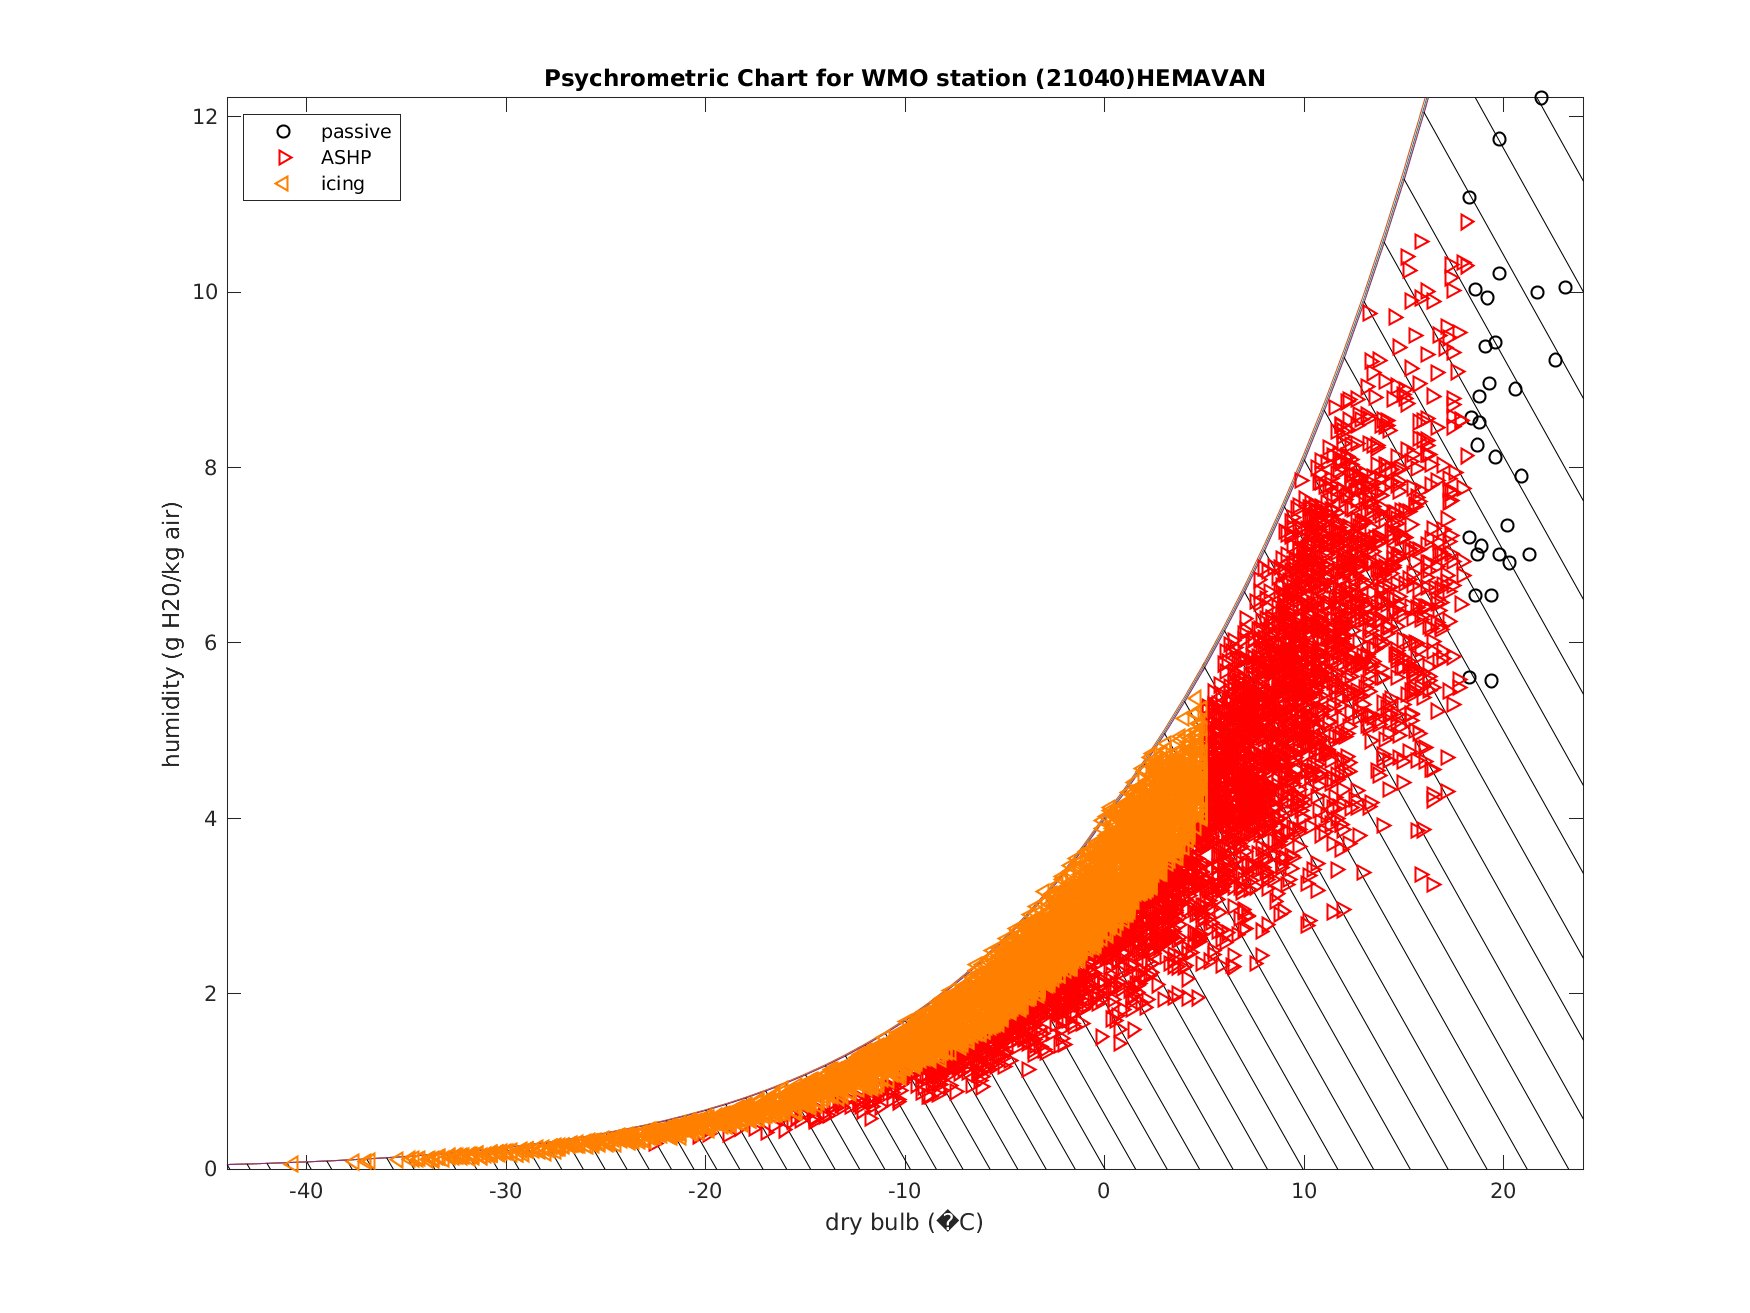 Psychrometric Chart for WMO station (21040)HEMAVAN
passive
ASHP
icing
humidity (g H20/kg air)
12
10
8
6
4
2
0
-40 -30 -20 -10 0 10 20
dry bulb (�C)